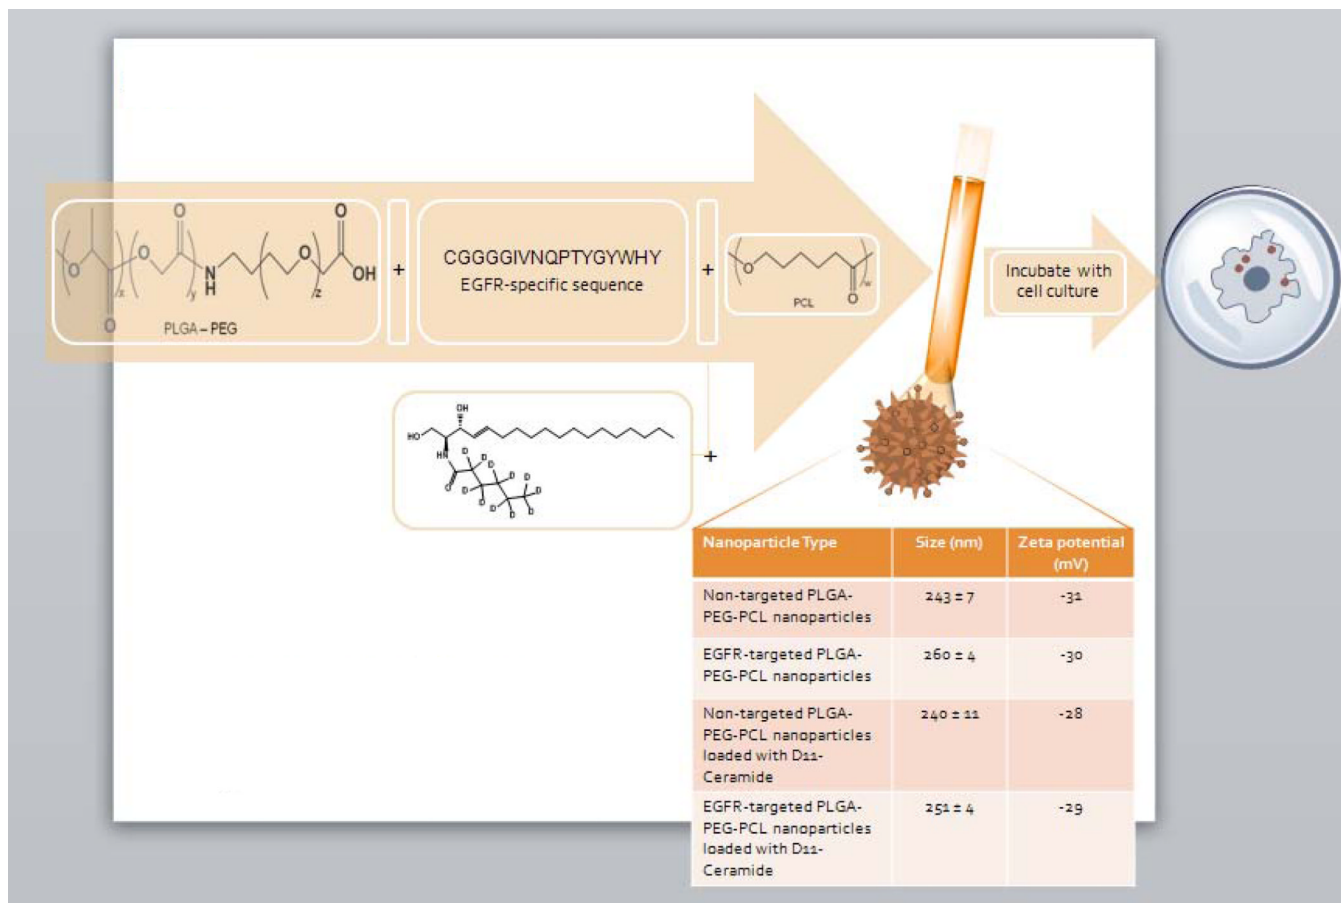 O
O
O
O
N
H
O
O
OH
x
y
z
O
PLGA – PEG
+
CGGGGIVNQPTYGYWHY
EGFR-specific sequence
+
O
O
w
PCL
Incubate with
cell culture
OH
HO
HN
O
D
D
D
D
D
D
D
D
D
D
D
+
Nanoparticle Type
Size (nm)
Zeta potential
(mV)
Non-targeted PLGA-
PEG-PCL nanoparticles
243 ± 7
-31
EGFR-targeted PLGA-
PEG-PCL nanoparticles
260 ± 4
-30
Non-targeted PLGA-
PEG-PCL nanoparticles
loaded with D11-
Ceramide
240 ± 11
-28
EGFR-targeted PLGA-
PEG-PCL nanoparticles
loaded with D11-
Ceramide
251 ± 4
-29